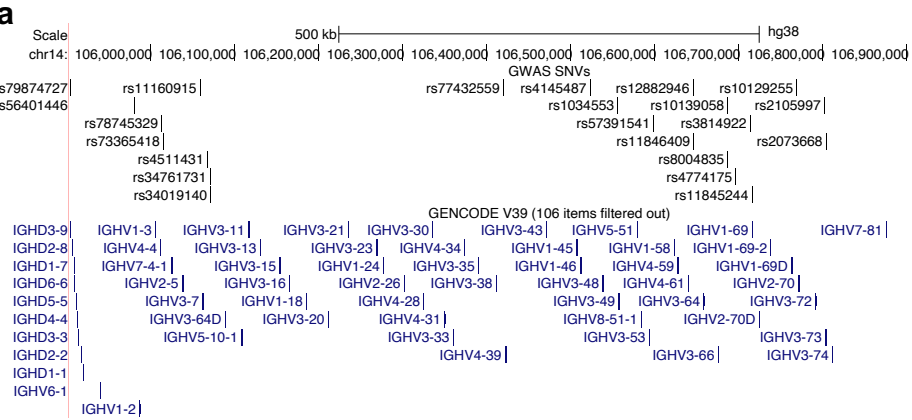 a
Scale 500 kb hg38
chr14: 106,000,000 106,100,000 106,200,000 106,300,000 106,400,000 106,500,000 106,600,000 106,700,000 106,800,000 106,900,000
GWAS SNVs
rs79874727 rs11160915 rs77432559 rs4145487 rs12882946 rs10129255
rs56401446 rs1034553 rs10139058 rs2105997
rs78745329 rs57391541 rs3814922
rs73365418 rs11846409 rs2073668
rs4511431 rs8004835
rs34761731 rs4774175
rs34019140 rs11845244
GENCODE V39 (106 items filtered out)
IGHD3-9 IGHV1-3 IGHV3-11 IGHV3-21 IGHV3-30 IGHV3-43 IGHV5-51 IGHV1-69 IGHV7-81
IGHD2-8 IGHV4-4 IGHV3-13 IGHV3-23 IGHV4-34 IGHV1-45 IGHV1-58 IGHV1-69-2
IGHD1-7 IGHV7-4-1 IGHV3-15 IGHV1-24 IGHV3-35 IGHV1-46 IGHV4-59 IGHV1-69D
IGHD6-6 IGHV2-5 IGHV3-16 IGHV2-26 IGHV3-38 IGHV3-48 IGHV4-61 IGHV2-70
IGHD5-5 IGHV3-7 IGHV1-18 IGHV4-28 IGHV3-49 IGHV3-64 IGHV3-72
IGHD4-4 IGHV3-64D IGHV3-20 IGHV4-31 IGHV8-51-1 IGHV2-70D
IGHD3-3 IGHV5-10-1 IGHV3-33 IGHV3-53 IGHV3-73
IGHD2-2 IGHV4-39 IGHV3-66 IGHV3-74
IGHD1-1
IGHV6-1
IGHV1-2